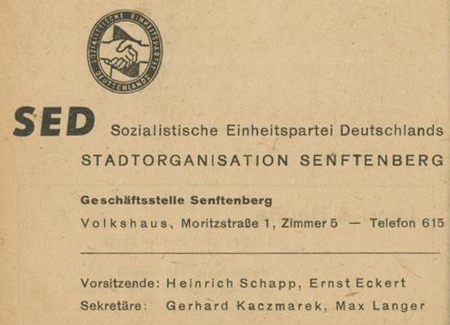 SOZIALISTISCHE EINHEITSPARTEI DEUTSCHLANDS
SED Sozialistische Einheitspartei Deutschlands
STADTORGANISATION SENFTENBERG
Geschäftsstelle Senftenberg
Volkshaus, Moritzstraße 1, Zimmer 5 — Telefon 615
Vorsitzende: Heinrich Schapp, Ernst Eckert
Sekretäre: Gerhard Kaczmarek, Max Langer